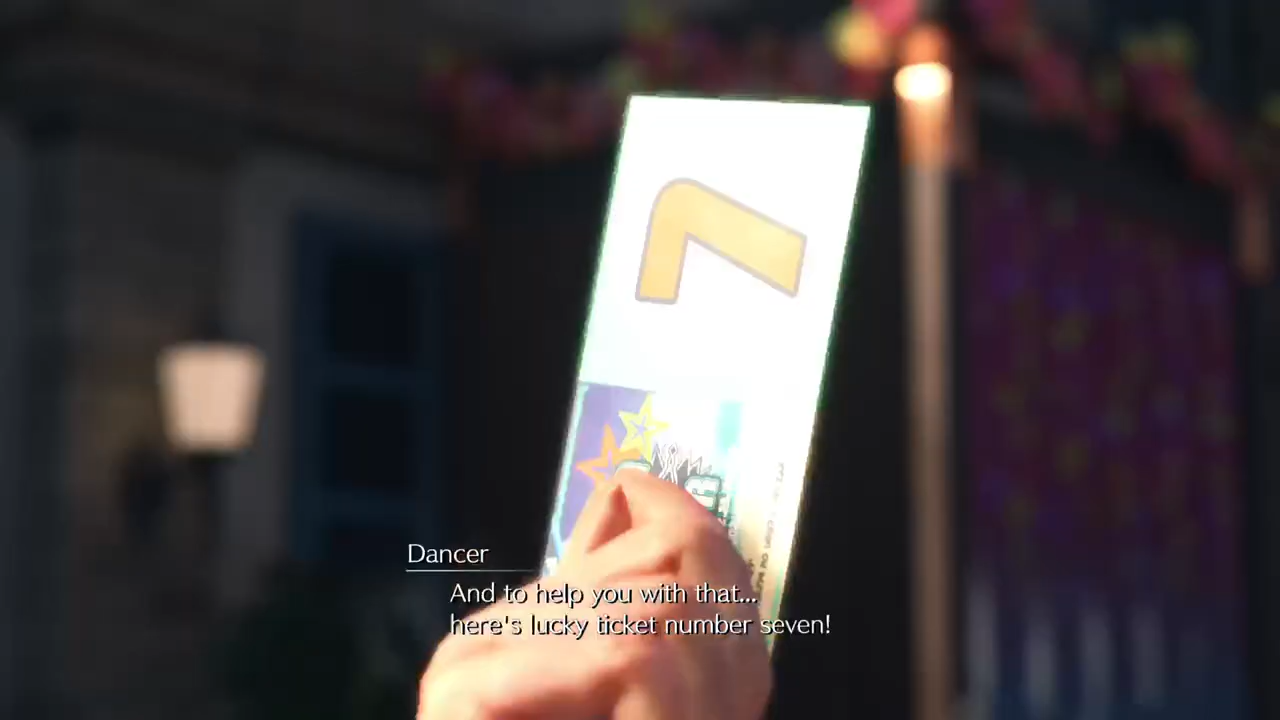 7
Dancer
And to help you with that...
here's lucky ticket number seven!